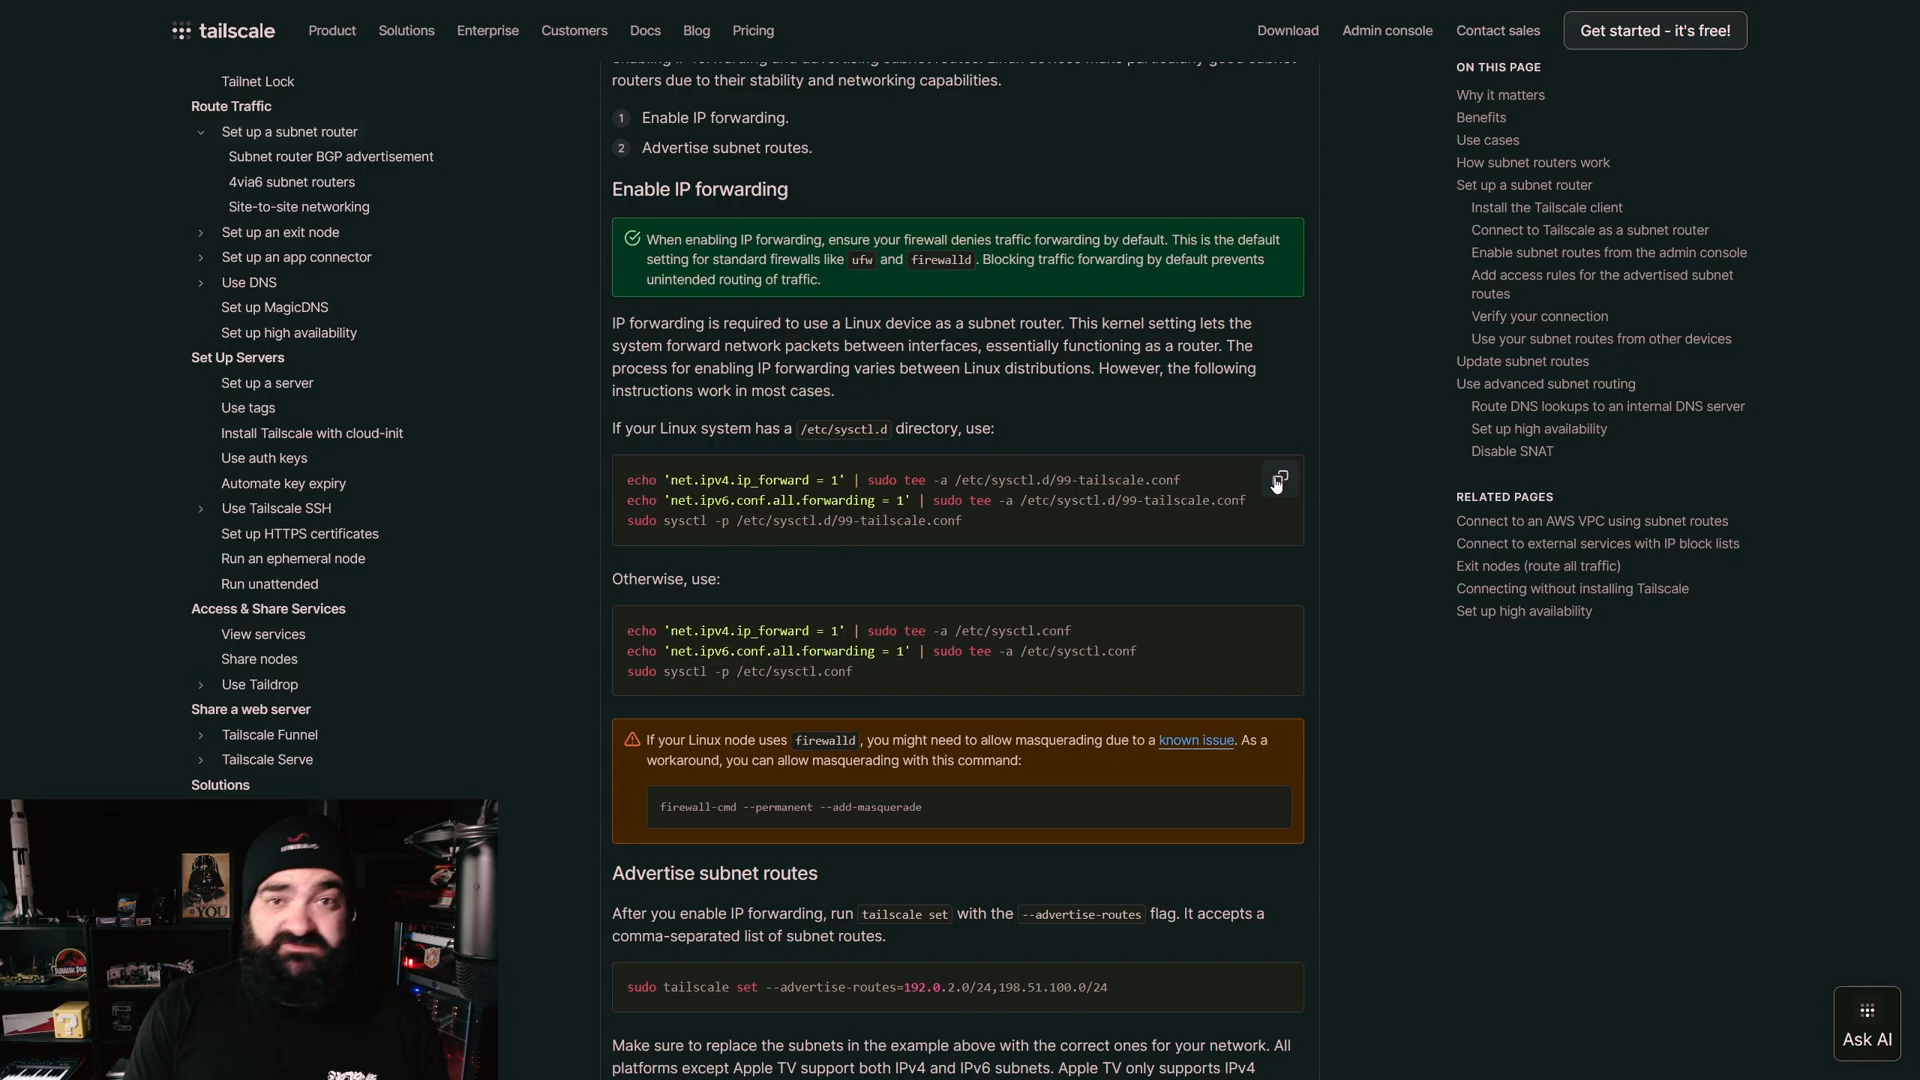 tailscale
Product
Solutions
Enterprise
Customers
Docs
Blog
Pricing
Download
Admin console
Contact sales
Get started - it's free!
Tailnet Lock
Route Traffic
Set up a subnet router
Subnet router BGP advertisement
4via6 subnet routers
Site-to-site networking
Set up an exit node
Set up an app connector
Use DNS
Set up MagicDNS
Set up high availability
Set Up Servers
Set up a server
Use tags
Install Tailscale with cloud-init
Use auth keys
Automate key expiry
Use Tailscale SSH
Set up HTTPS certificates
Run an ephemeral node
Run unattended
Access & Share Services
View services
Share nodes
Use Taildrop
Share a web server
Tailscale Funnel
Tailscale Serve
Solutions
routers due to their stability and networking capabilities.
1 Enable IP forwarding.
2 Advertise subnet routes.
Enable IP forwarding
When enabling IP forwarding, ensure your firewall denies traffic forwarding by default. This is the default
setting for standard firewalls like ufw and firewalld. Blocking traffic forwarding by default prevents
unintended routing of traffic.
IP forwarding is required to use a Linux device as a subnet router. This kernel setting lets the
system forward network packets between interfaces, essentially functioning as a router. The
process for enabling IP forwarding varies between Linux distributions. However, the following
instructions work in most cases.
If your Linux system has a /etc/sysctl.d directory, use:
echo 'net.ipv4.ip_forward = 1' | sudo tee -a /etc/sysctl.d/99-tailscale.conf
echo 'net.ipv6.conf.all.forwarding = 1' | sudo tee -a /etc/sysctl.d/99-tailscale.conf
sudo sysctl -p /etc/sysctl.d/99-tailscale.conf
Otherwise, use:
echo 'net.ipv4.ip_forward = 1' | sudo tee -a /etc/sysctl.conf
echo 'net.ipv6.conf.all.forwarding = 1' | sudo tee -a /etc/sysctl.conf
sudo sysctl -p /etc/sysctl.conf
If your Linux node uses firewalld, you might need to allow masquerading due to a known issue. As a
workaround, you can allow masquerading with this command:
firewall-cmd --permanent --add-masquerade
Advertise subnet routes
After you enable IP forwarding, run tailscale set with the --advertise-routes flag. It accepts a
comma-separated list of subnet routes.
sudo tailscale set --advertise-routes=192.0.2.0/24,198.51.100.0/24
Make sure to replace the subnets in the example above with the correct ones for your network. All
platforms except Apple TV support both IPv4 and IPv6 subnets. Apple TV only supports IPv4
ON THIS PAGE
Why it matters
Benefits
Use cases
How subnet routers work
Set up a subnet router
Install the Tailscale client
Connect to Tailscale as a subnet router
Enable subnet routes from the admin console
Add access rules for the advertised subnet
routes
Verify your connection
Use your subnet routes from other devices
Update subnet routes
Use advanced subnet routing
Route DNS lookups to an internal DNS server
Set up high availability
Disable SNAT
RELATED PAGES
Connect to an AWS VPC using subnet routes
Connect to external services with IP block lists
Exit nodes (route all traffic)
Connecting without installing Tailscale
Set up high availability
Ask AI
YOU
JURASSIC PARK
?